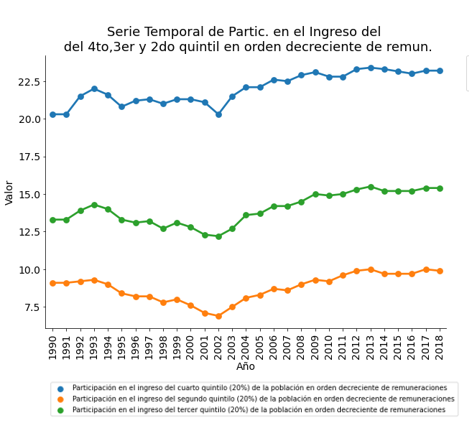 Serie Temporal de Partic. en el Ingreso del
del 4to,3er y 2do quintil en orden decreciente de remun.
22.5
20.0
17.5
15.0
12.5
10.0
7.5
Valor
1990 1991 1992 1993 1994 1995 1996 1997 1998 1999 2000 2001 2002 2003 2004 2005 2006 2007 2008 2009 2010 2011 2012 2013 2014 2015 2016 2017 2018
Año
Participación en el ingreso del cuarto quintilo (20%) de la población en orden decreciente de remuneraciones
Participación en el ingreso del segundo quintilo (20%) de la población en orden decreciente de remuneraciones
Participación en el ingreso del tercer quintilo (20%) de la población en orden decreciente de remuneraciones